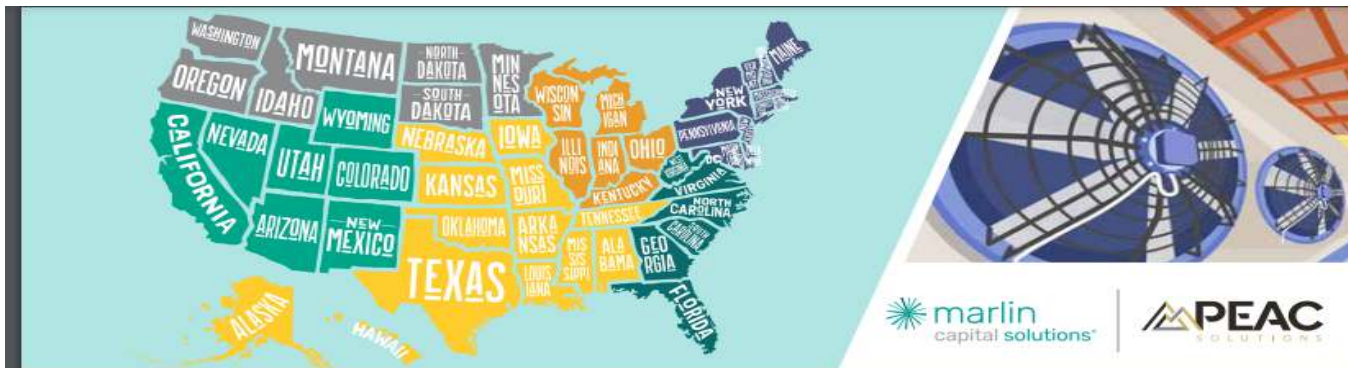 WASHINGTON
MONTANA
NORTH
DAKOTA
MIN
NES
OTA
OREGON
IDAHO
SOUTH
DAKOTA
WISCON
SIN
MICH
IGAN
MAINE
NEW
YORK
WYOMING
PENNSYLVANIA
CALIFORNIA
NEVADA
UTAH
COLORADO
NEBRASKA
IOWA
ILLI
NOIS
INDI
ANA
OHIO
DC
VIRGINIA
KANSAS
MISS
OURI
KENTUCKY
NORTH
CAROLINA
ARIZONA
NEW
MEXICO
OKLAHOMA
ARKA
NSAS
TENNESSEE
SOUTH
CAROLINA
TEXAS
LOUIS
IANA
MIS
SIS
SIPPI
ALA
BAMA
GEO
RGIA
FLORIDA
ALASKA
HAWAII
marlin
capital solutions
PEAC
SOLUTIONS